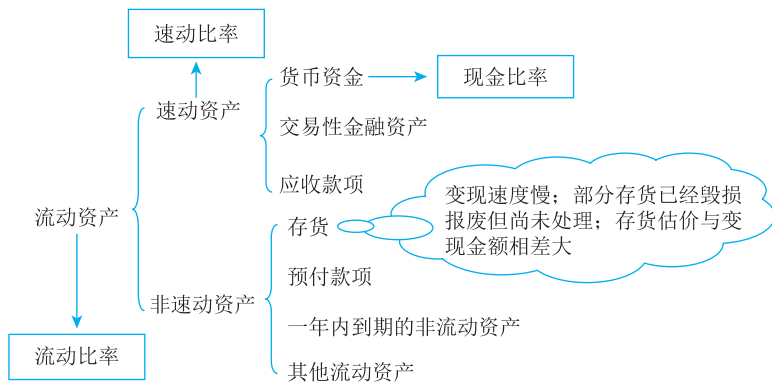 速动比率
货币资金
现金比率
速动资产
交易性金融资产
应收款项
变现速度慢；部分存货已经毁损
报废但尚未处理；存货估价与变
现金额相差大
流动资产
存货
预付款项
非速动资产
一年内到期的非流动资产
流动比率
其他流动资产